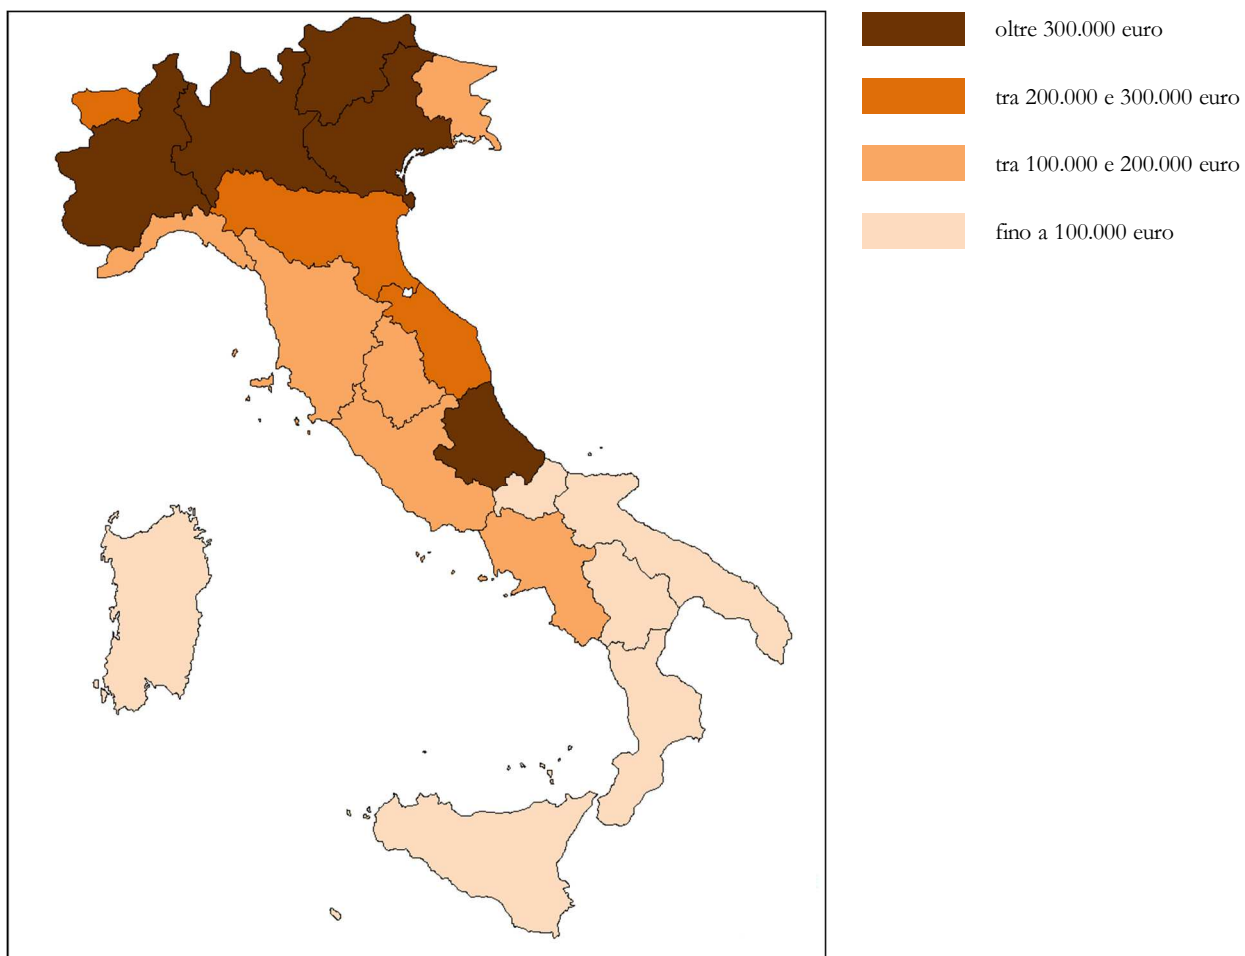 oltre 300.000 euro
tra 200.000 e 300.000 euro
tra 100.000 e 200.000 euro
fino a 100.000 euro